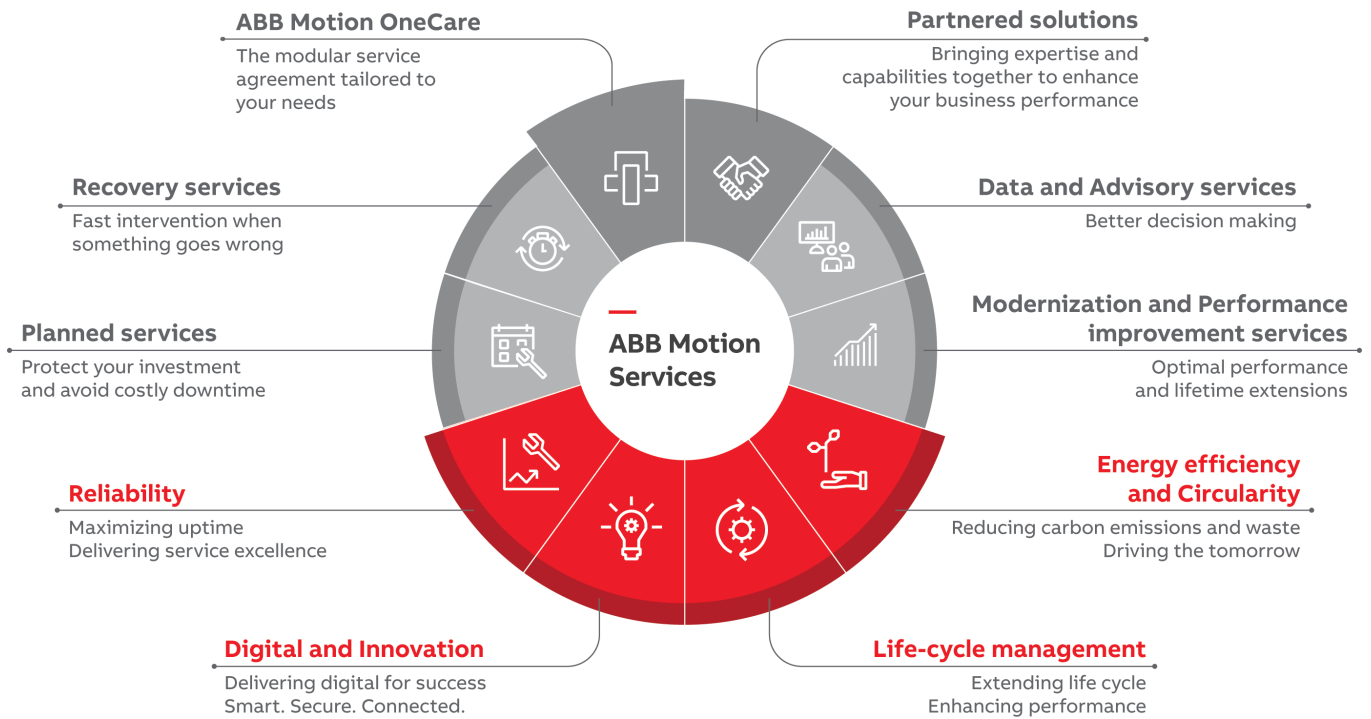 ABB Motion OneCare
The modular service
agreement tailored to
your needs
Partnered solutions
Bringing expertise and
capabilities together to enhance
your business performance
Recovery services
Fast intervention when
something goes wrong
Data and Advisory services
Better decision making
Planned services
Protect your investment
and avoid costly downtime
ABB Motion
Services
Modernization and Performance
improvement services
Optimal performance
and lifetime extensions
Reliability
Maximizing uptime
Delivering service excellence
Energy efficiency
and Circularity
Reducing carbon emissions and waste
Driving the tomorrow
Digital and Innovation
Delivering digital for success
Smart. Secure. Connected.
Life-cycle management
Extending life cycle
Enhancing performance